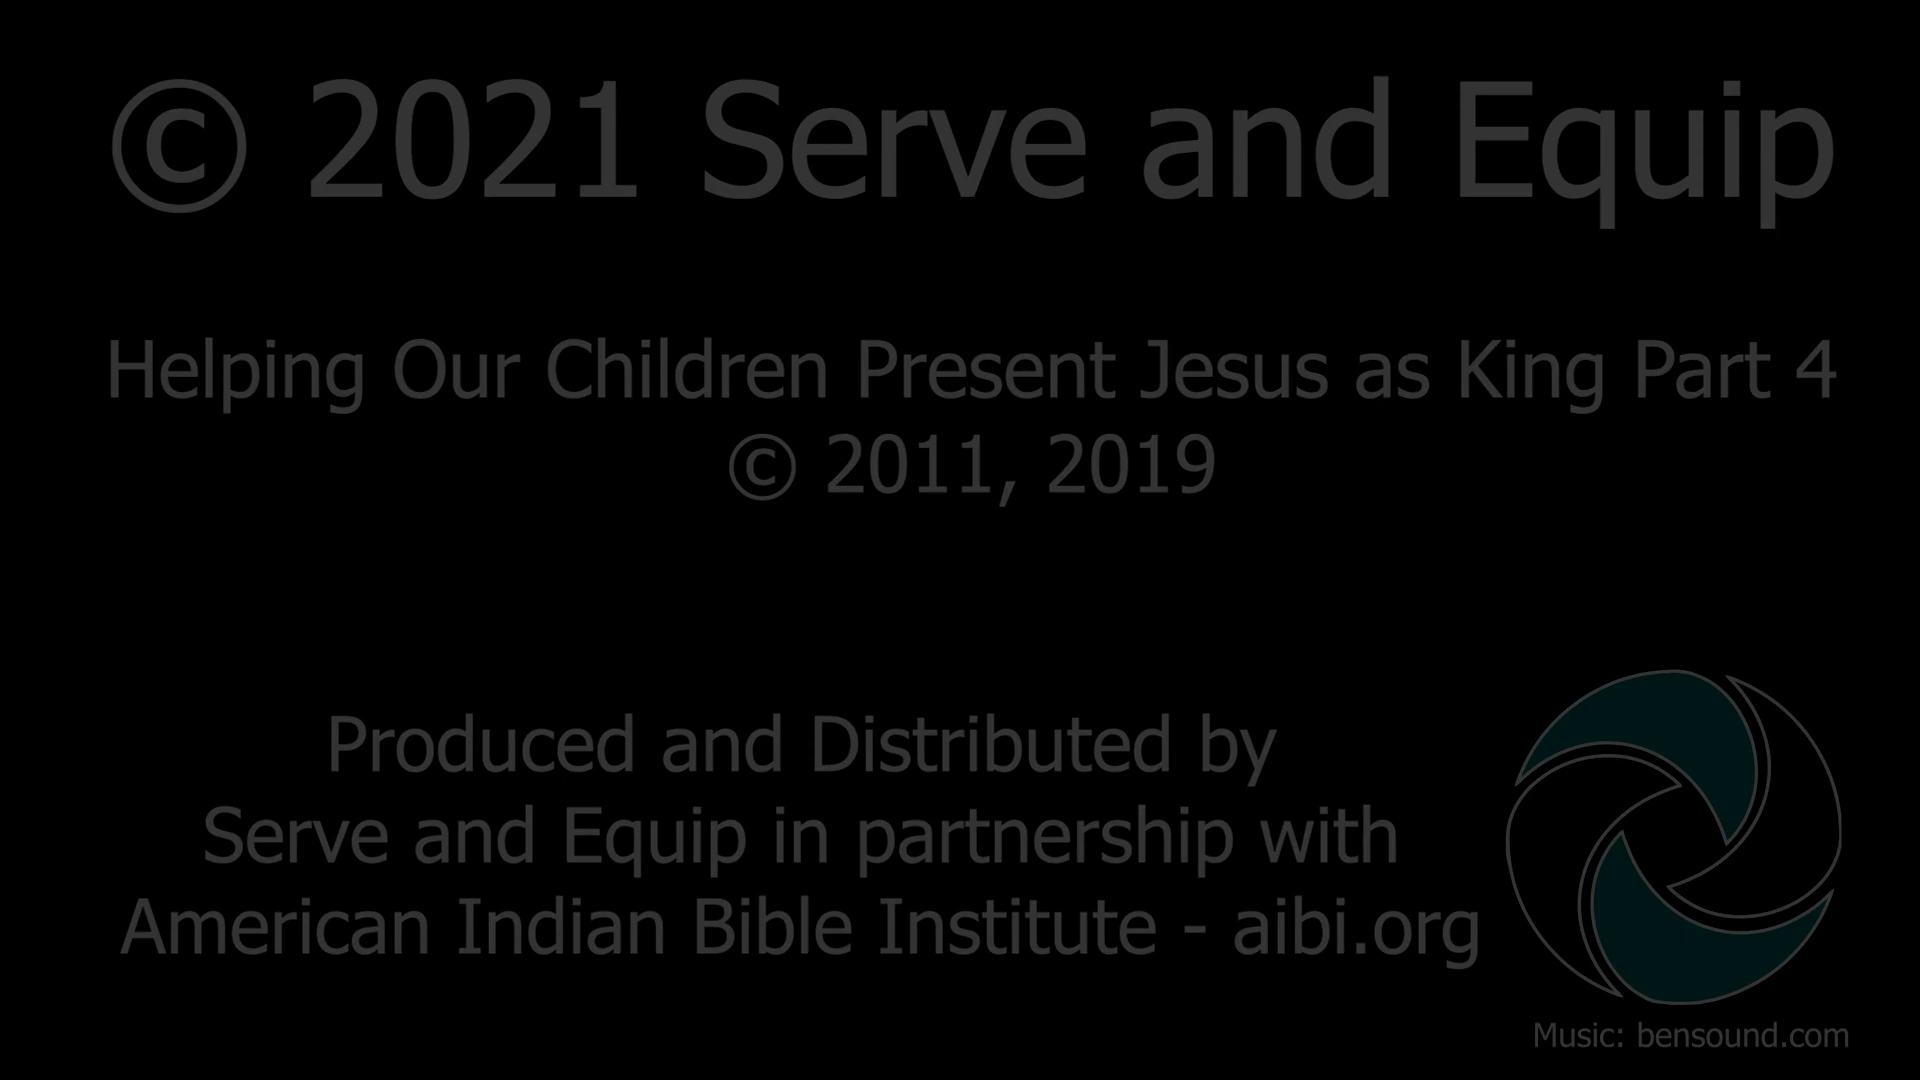 © 2021 Serve and Equip
Helping Our Children Present Jesus as King Part 4
© 2011, 2019
Produced and Distributed by
Serve and Equip in partnership with
American Indian Bible Institute - aibi.org
Music: bensound.com